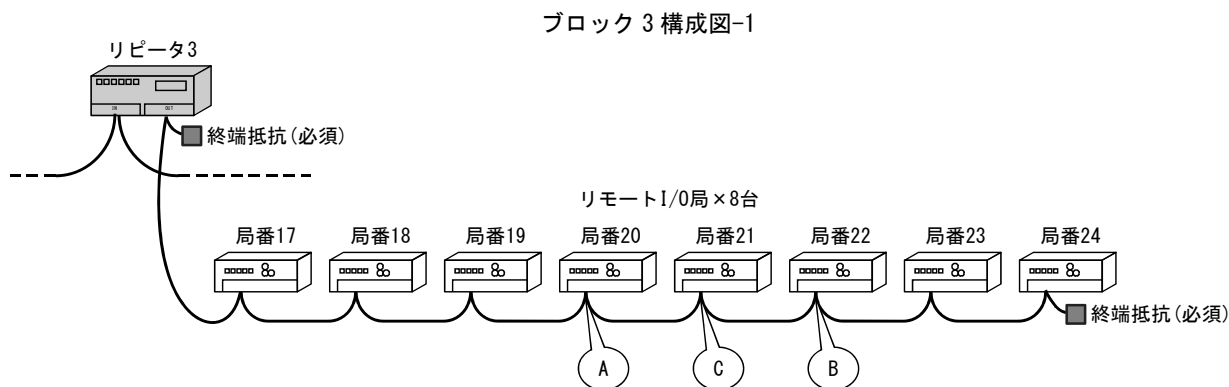 ブロック3構成図-1
リピータ3
IN
OUT
終端抵抗(必須)
リモートI/O局×8台
局番17
局番18
局番19
局番20
局番21
局番22
局番23
局番24
終端抵抗(必須)
A
C
B